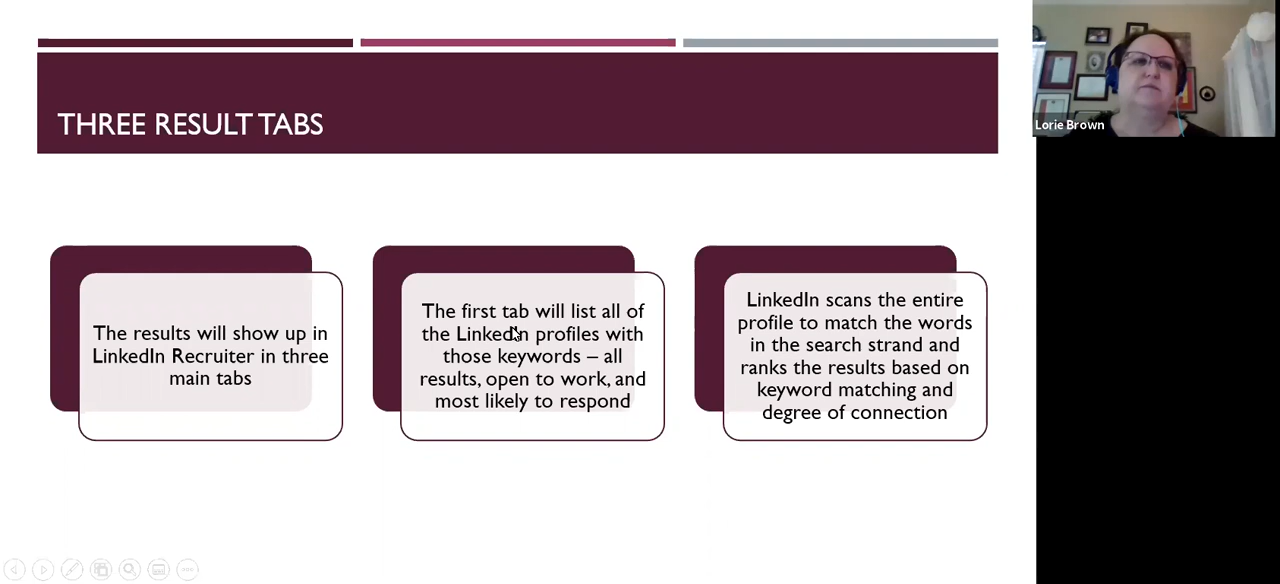 THREE RESULT TABS
The results will show up in
LinkedIn Recruiter in three
main tabs
The first tab will list all of
the LinkedIn profiles with
those keywords – all
results, open to work, and
most likely to respond
LinkedIn scans the entire
profile to match the words
in the search strand and
ranks the results based on
keyword matching and
degree of connection
Lorie Brown